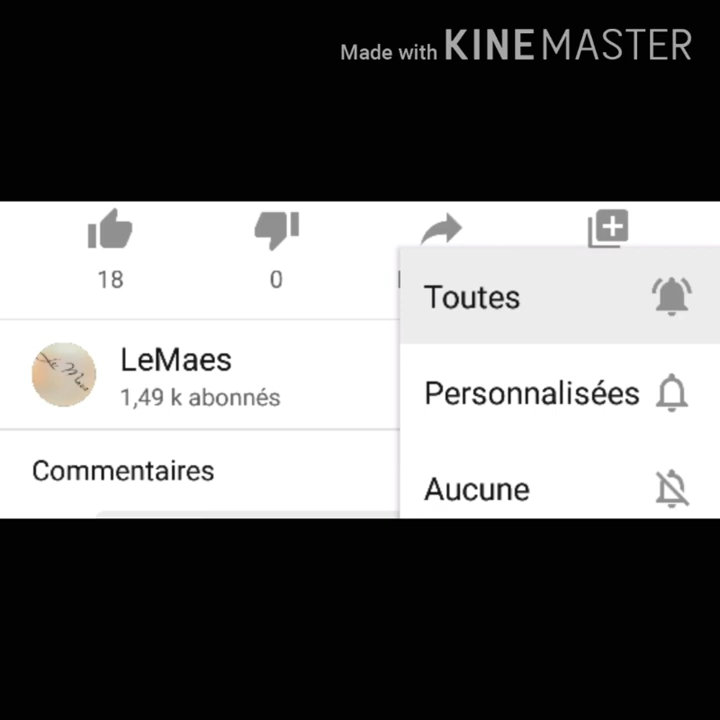 Made with KINEMASTER
18
0
Toutes
LeMaes
1,49 k abonnés
Personnalisées
Commentaires
Aucune